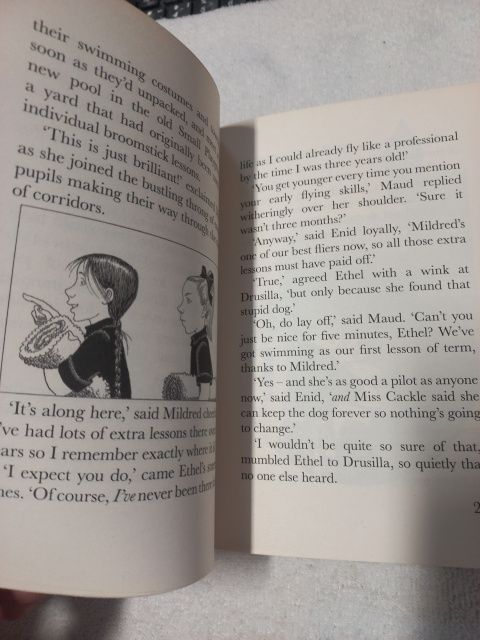 their swimming costumes and
soon as they'd unpacked, and
new pool in the old Small
a yard that had originally been
individual broomstick lessons.
'This is just brilliant!' exclaimed
as she joined the bustling throng of
pupils making their way through the
of corridors.
'It's along here,' said Mildred
I've had lots of extra lessons there
ars so I remember exactly where it
'I expect you do,' came Ethel's
nes. 'Of course, I've never been there
life as I could already fly like a professional
by the time I was three years old!'
'You get younger every time you mention
your early flying skills,' Maud replied
witheringly over her shoulder. 'Sure it
wasn't three months?'
'Anyway,' said Enid loyally, 'Mildred's
one of our best fliers now, so all those extra
lessons must have paid off.'
'True,' agreed Ethel with a wink at
Drusilla, 'but only because she found that
stupid dog.'
'Oh, do lay off,' said Maud. 'Can't you
just be nice for five minutes, Ethel? We've
got swimming as our first lesson of term,
thanks to Mildred.'
'Yes – and she's as good a pilot as anyone
now,' said Enid, 'and Miss Cackle said she
can keep the dog forever so nothing's going
to change.'
'I wouldn't be quite so sure of that,
mumbled Ethel to Drusilla, so quietly tha
no one else heard.
2